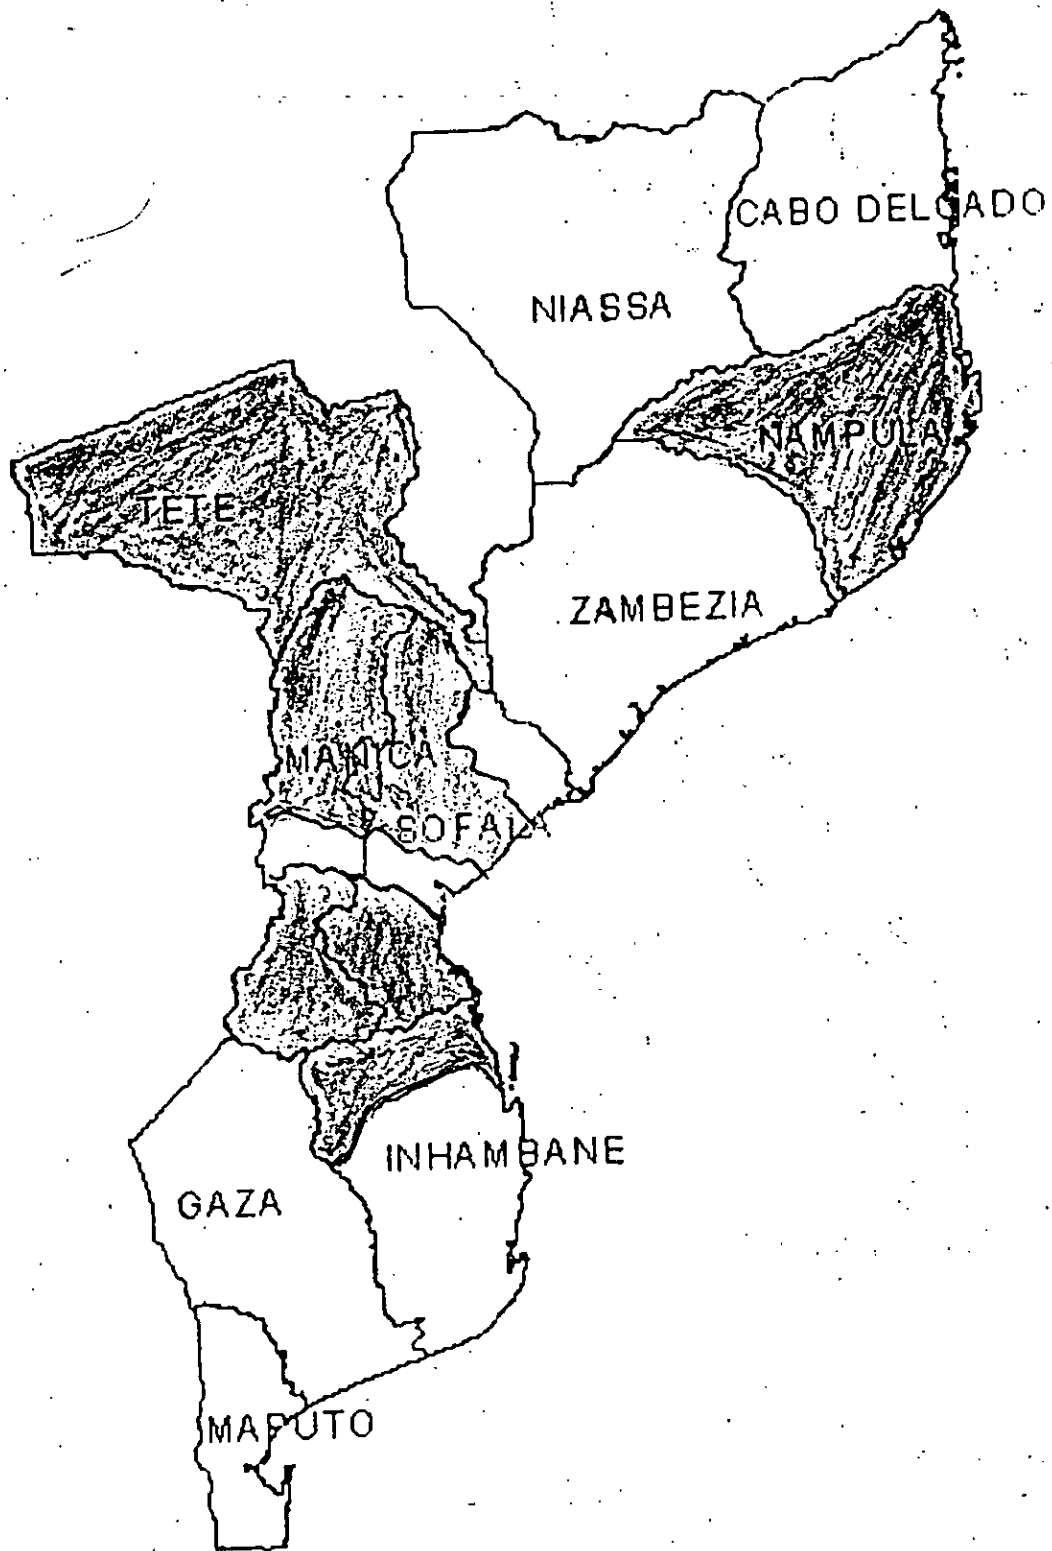 CABO DELGADO
NIASSA
NAMPULA
TETE
ZAMBEZIA
MANICA
SOFALA
INHAMBANE
GAZA
MAPUTO